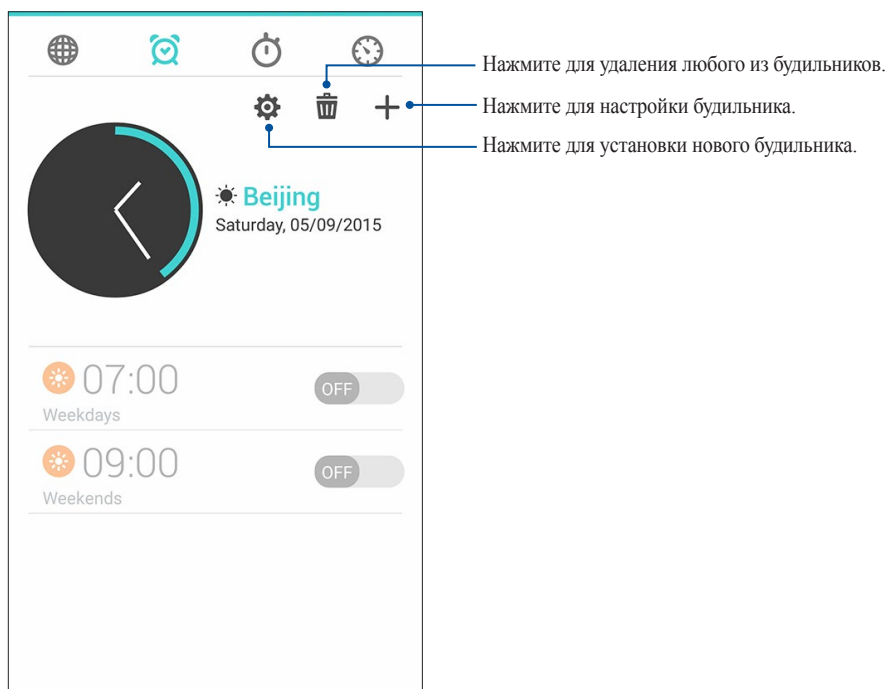 Нажмите для удаления любого из будильников.
Нажмите для настройки будильника.
Нажмите для установки нового будильника.
Beijing
Saturday, 05/09/2015
07:00
OFF
Weekdays
09:00
OFF
Weekends